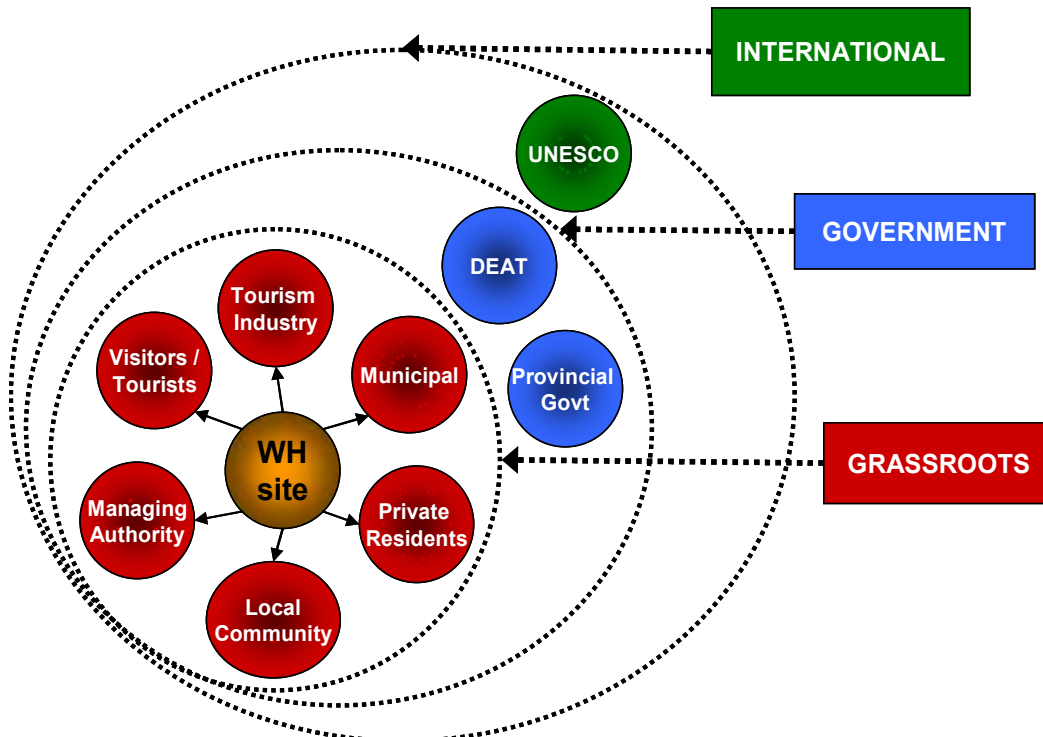 INTERNATIONAL
UNESCO
GOVERNMENT
DEAT
Tourism
Industry
Visitors /
Tourists
Municipal
Provincial
Govt
WH
site
GRASSROOTS
Managing
Authority
Private
Residents
Local
Community